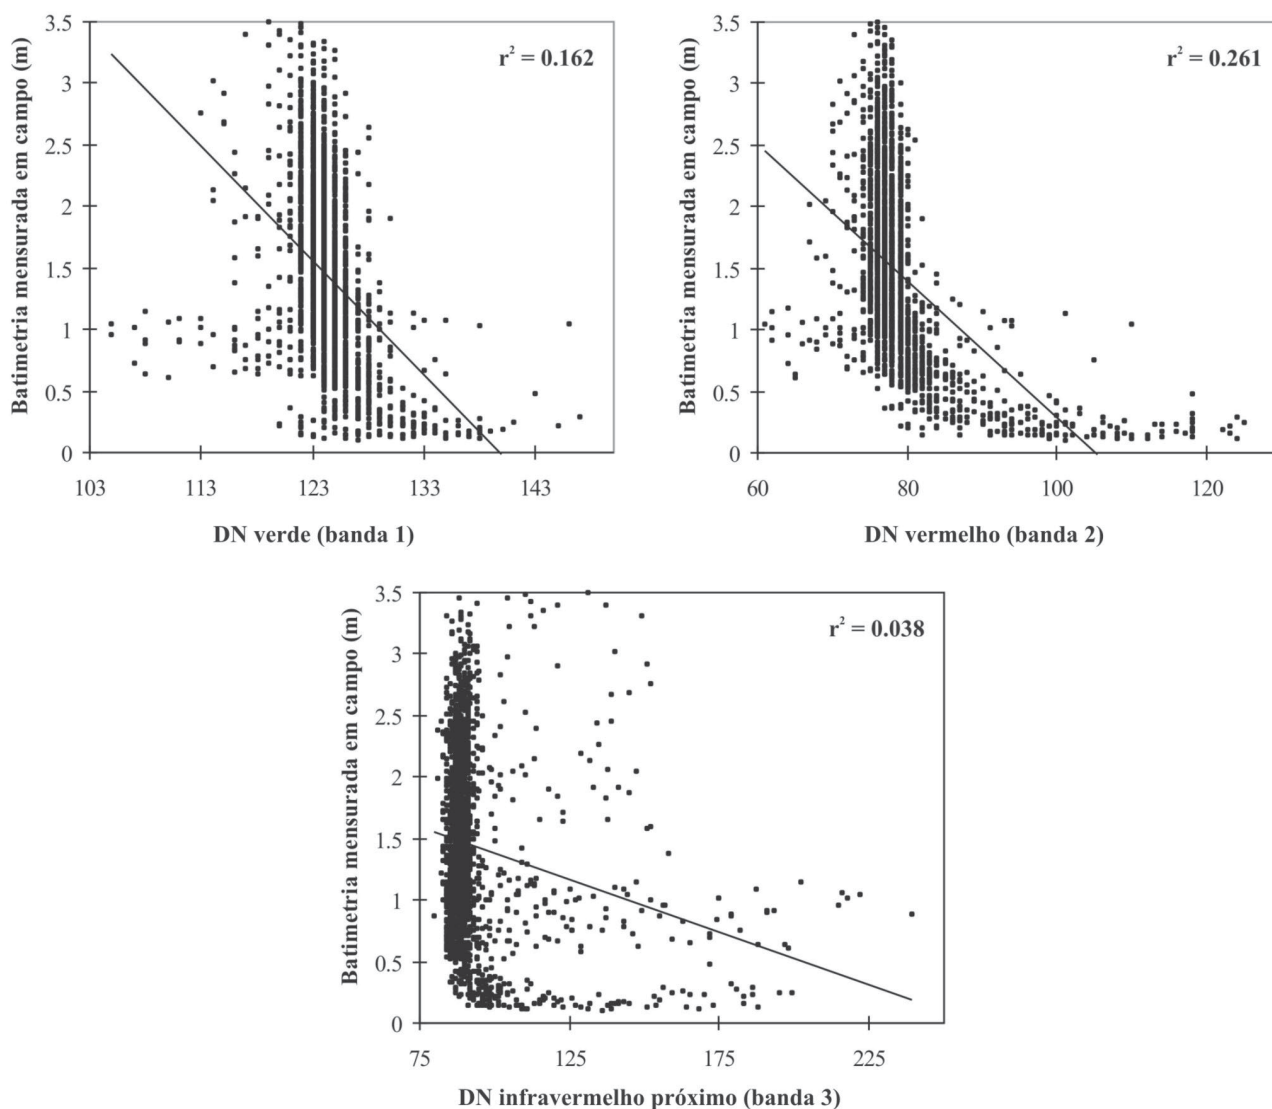 Batimetria mensurada em campo (m)
3.5
3
2.5
2
1.5
1
0.5
0
r² = 0.162
103 113 123 133 143
DN verde (banda 1)
Batimetria mensurada em campo (m)
3.5
3
2.5
2
1.5
1
0.5
0
r² = 0.261
60 80 100 120
DN vermelho (banda 2)
Batimetria mensurada em campo (m)
3.5
3
2.5
2
1.5
1
0.5
0
r² = 0.038
75 125 175 225
DN infravermelho próximo (banda 3)